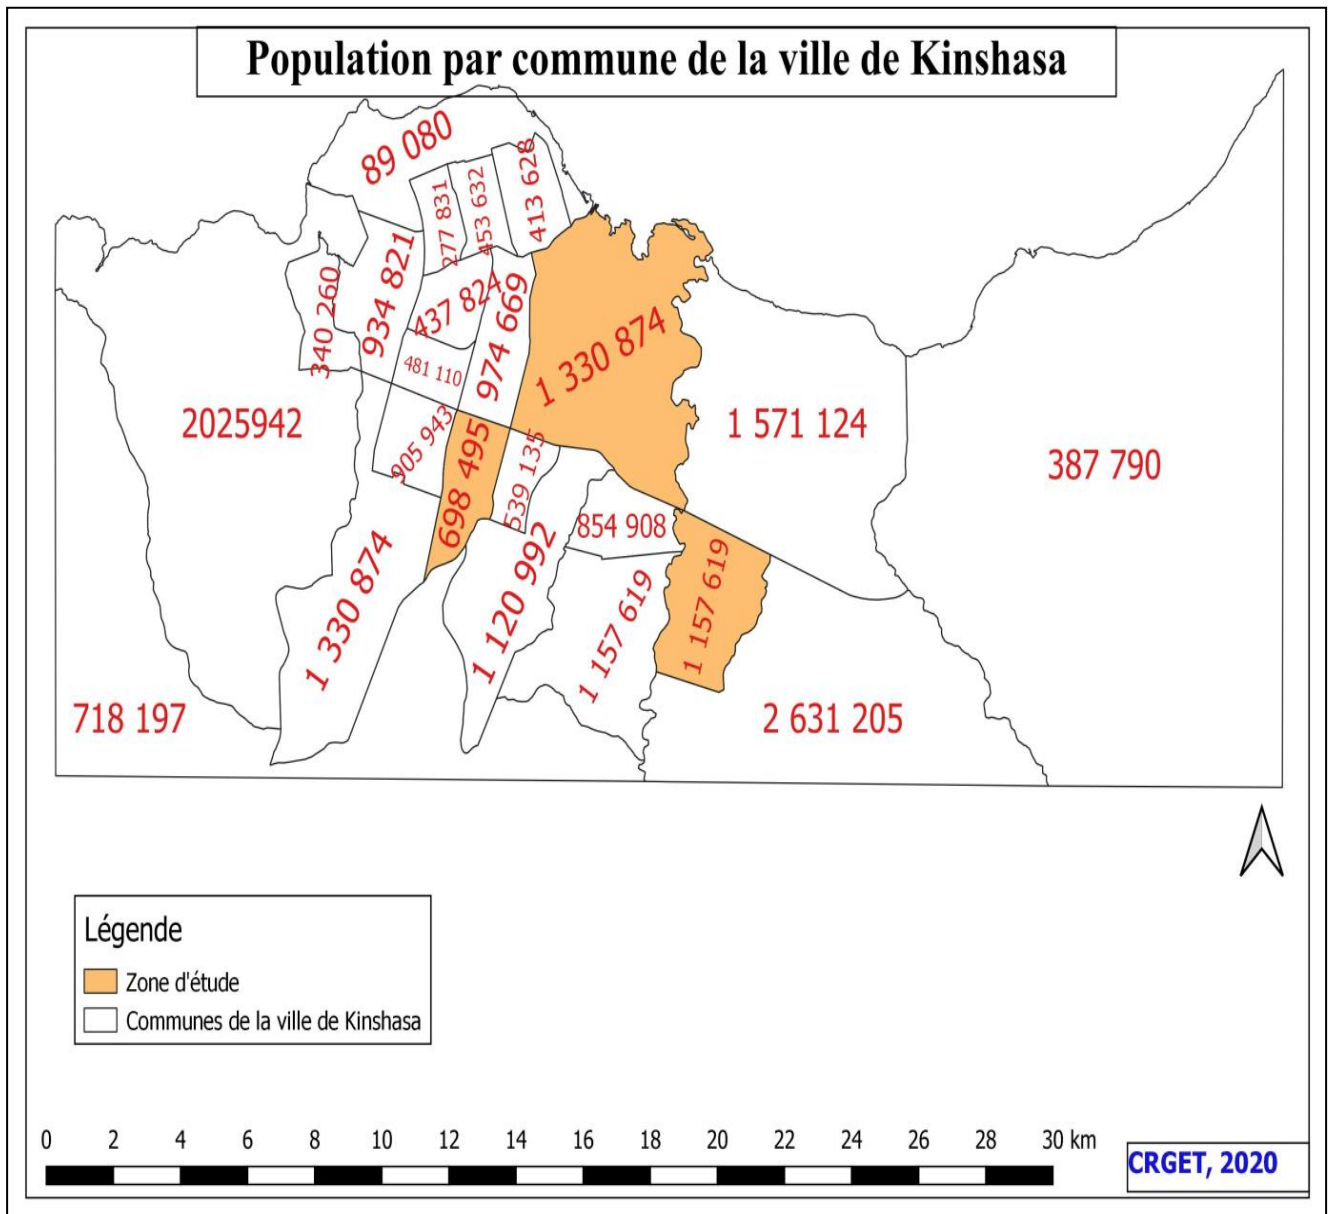 Population par commune de la ville de Kinshasa
89 080
277 831
453 632
413 628
340 260
934 821
437 824
974 669
481 110
1 330 874
2025942
905 943
698 495
539 135
1 571 124
387 790
854 908
1 330 874
1 120 992
1 157 619
1 157 619
718 197
2 631 205
Légende
Zone d'étude
Communes de la ville de Kinshasa
0 2 4 6 8 10 12 14 16 18 20 22 24 26 28 30 km
CRGET, 2020